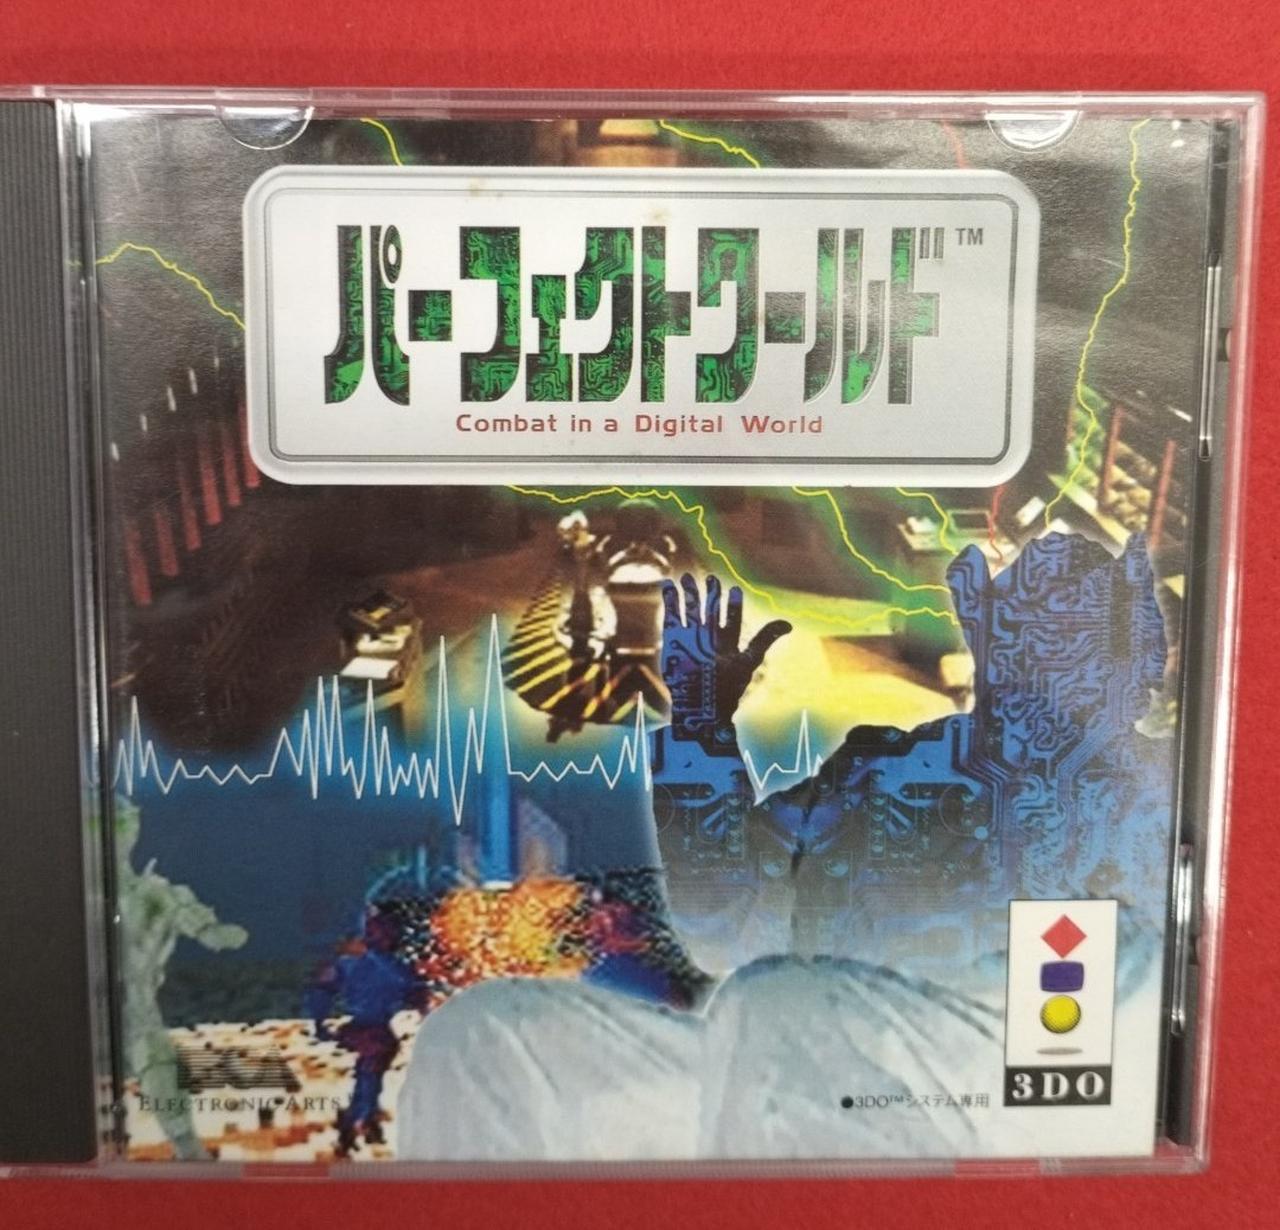 パーフェクトワールド™
Combat in a Digital World
EA
ELECTRONIC ARTS
●3DO™システム専用
3DO